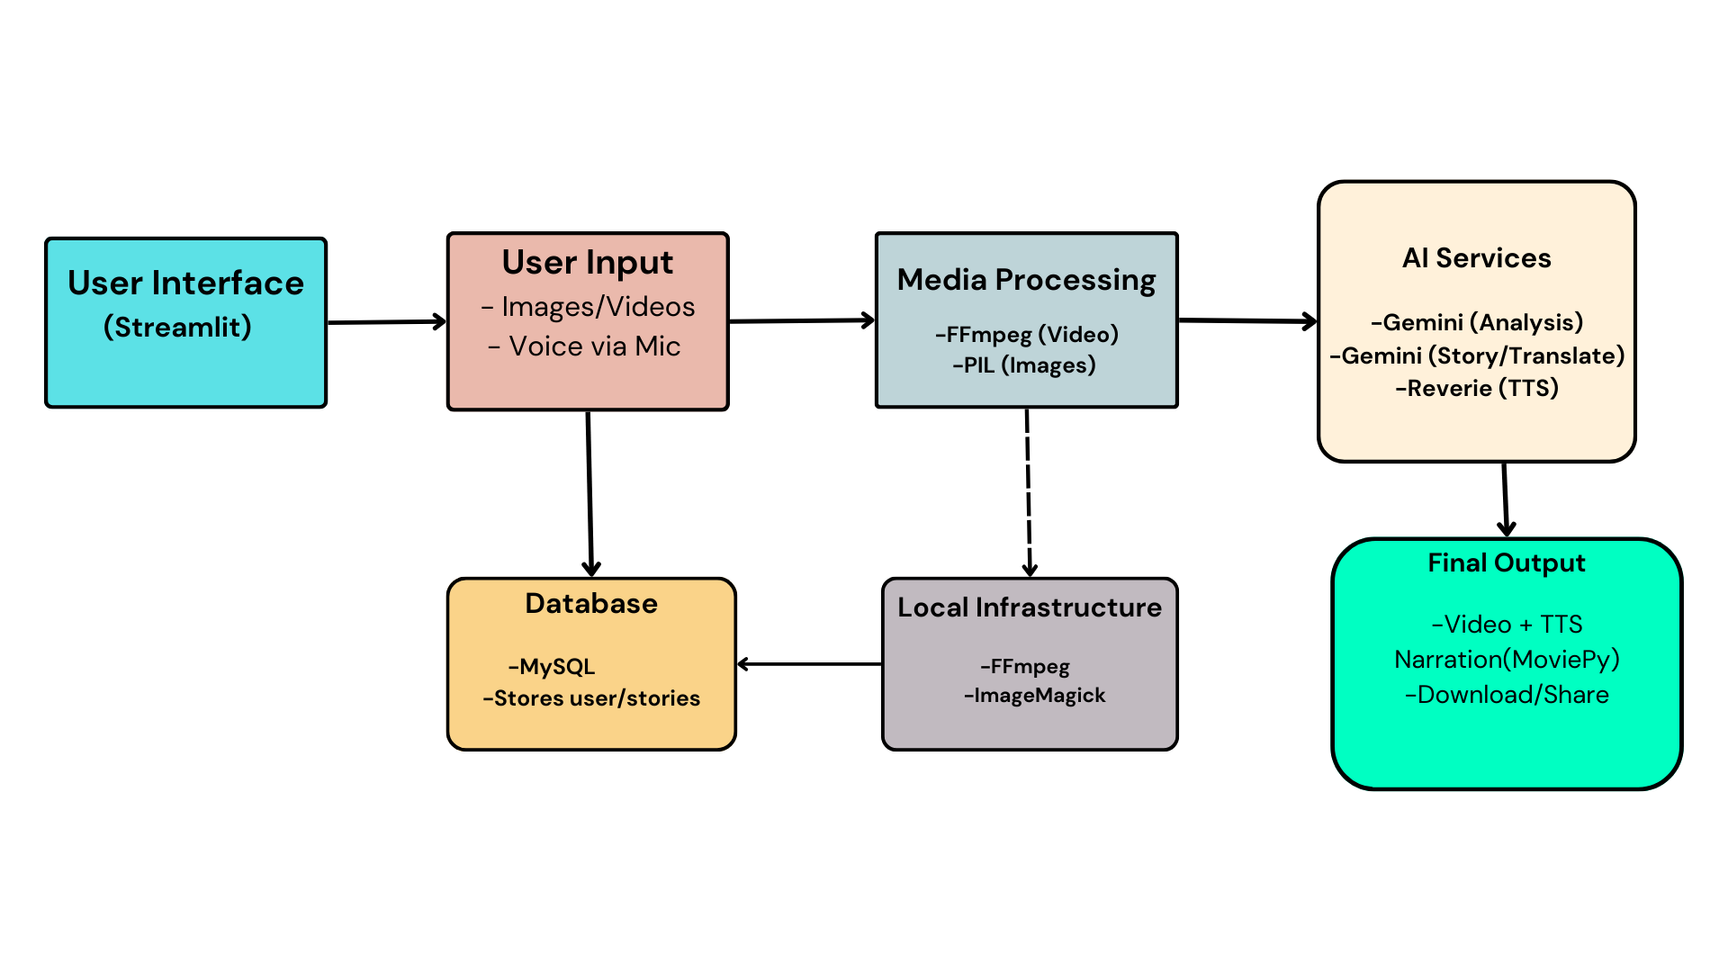 User Interface
(Streamlit)
User Input
- Images/Videos
- Voice via Mic
Media Processing
-FFmpeg (Video)
-PIL (Images)
AI Services
-Gemini (Analysis)
-Gemini (Story/Translate)
-Reverie (TTS)
Database
-MySQL
-Stores user/stories
Local Infrastructure
-FFmpeg
-ImageMagick
Final Output
-Video + TTS
Narration(MoviePy)
-Download/Share